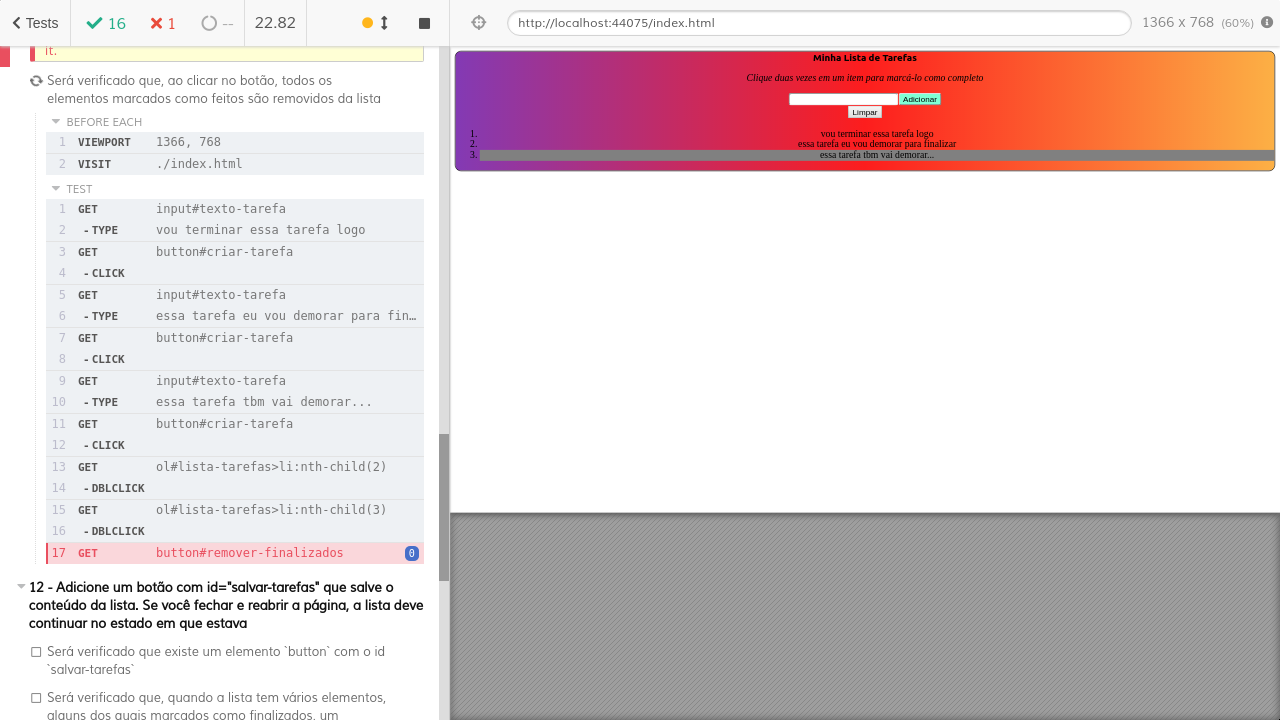 Tests
16
1
--
22.82
http://localhost:44075/index.html
1366 x 768 (60%)
it.
Será verificado que, ao clicar no botão, todos os
elementos marcados com feitos são removidos da lista
BEFORE EACH
1 VIEWPORT 1366, 768
2 VISIT ./index.html
TEST
1 GET input#texto-tarefa
2 -TYPE vou terminar essa tarefa logo
3 GET button#criar-tarefa
4 -CLICK
5 GET input#texto-tarefa
6 -TYPE essa tarefa eu vou demorar para fin…
7 GET button#criar-tarefa
8 -CLICK
9 GET input#texto-tarefa
10 -TYPE essa tarefa tbm vai demorar...
11 GET button#criar-tarefa
12 -CLICK
13 GET ol#lista-tarefas>li:nth-child(2)
14 -DBLCLICK
15 GET ol#lista-tarefas>li:nth-child(3)
16 -DBLCLICK
17 GET button#remover-finalizados 0
12 - Adicione um botão com id="salvar-tarefas" que salve o
conteúdo da lista. Se você fechar e reabrir a página, a lista deve
continuar no estado em que estava
Será verificado que existe um elemento `button` com o id
`salvar-tarefas`
Será verificado que, quando a lista tem vários elementos,
alguns dos quais marcados como finalizados, um
Minha Lista de Tarefas
Clique duas vezes em um item para marcá-lo como completo
Adicionar
Limpar
1. vou terminar essa tarefa logo
2. essa tarefa eu vou demorar para finalizar
3. essa tarefa tbm vai demorar...